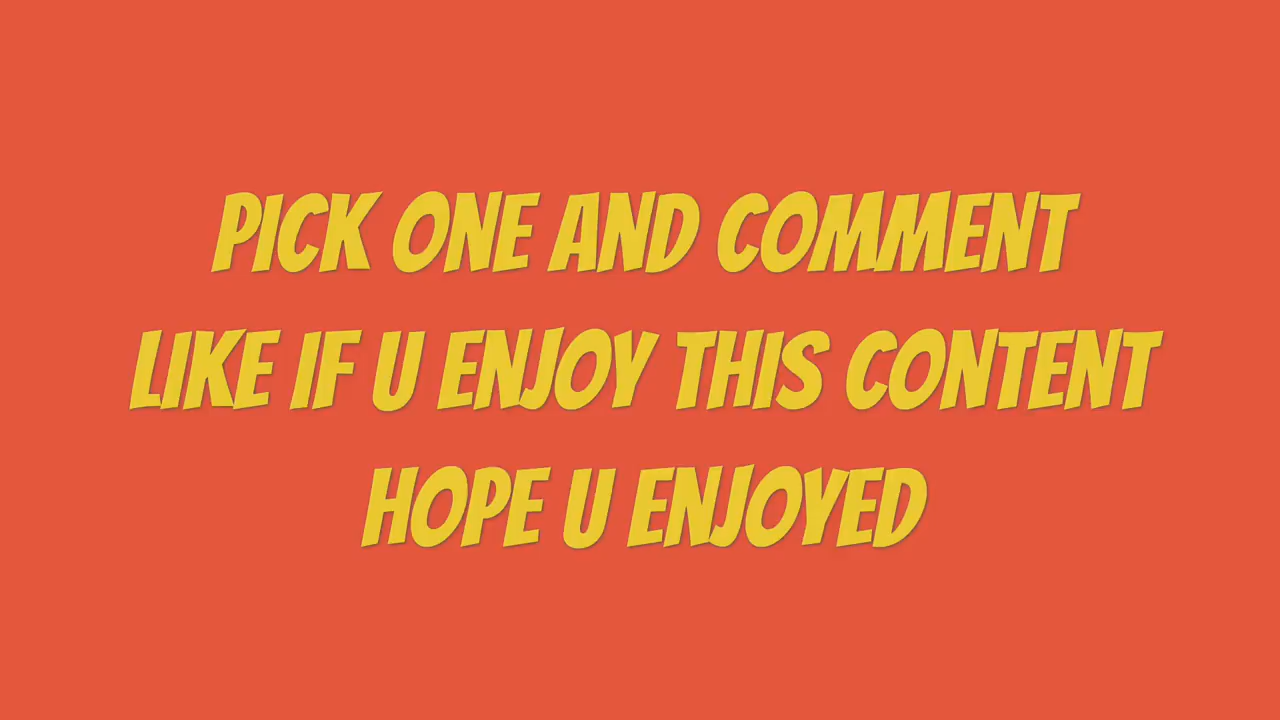 PICK ONE AND COMMENT
LIKE IF U ENJOY THIS CONTENT
HOPE U ENJOYED